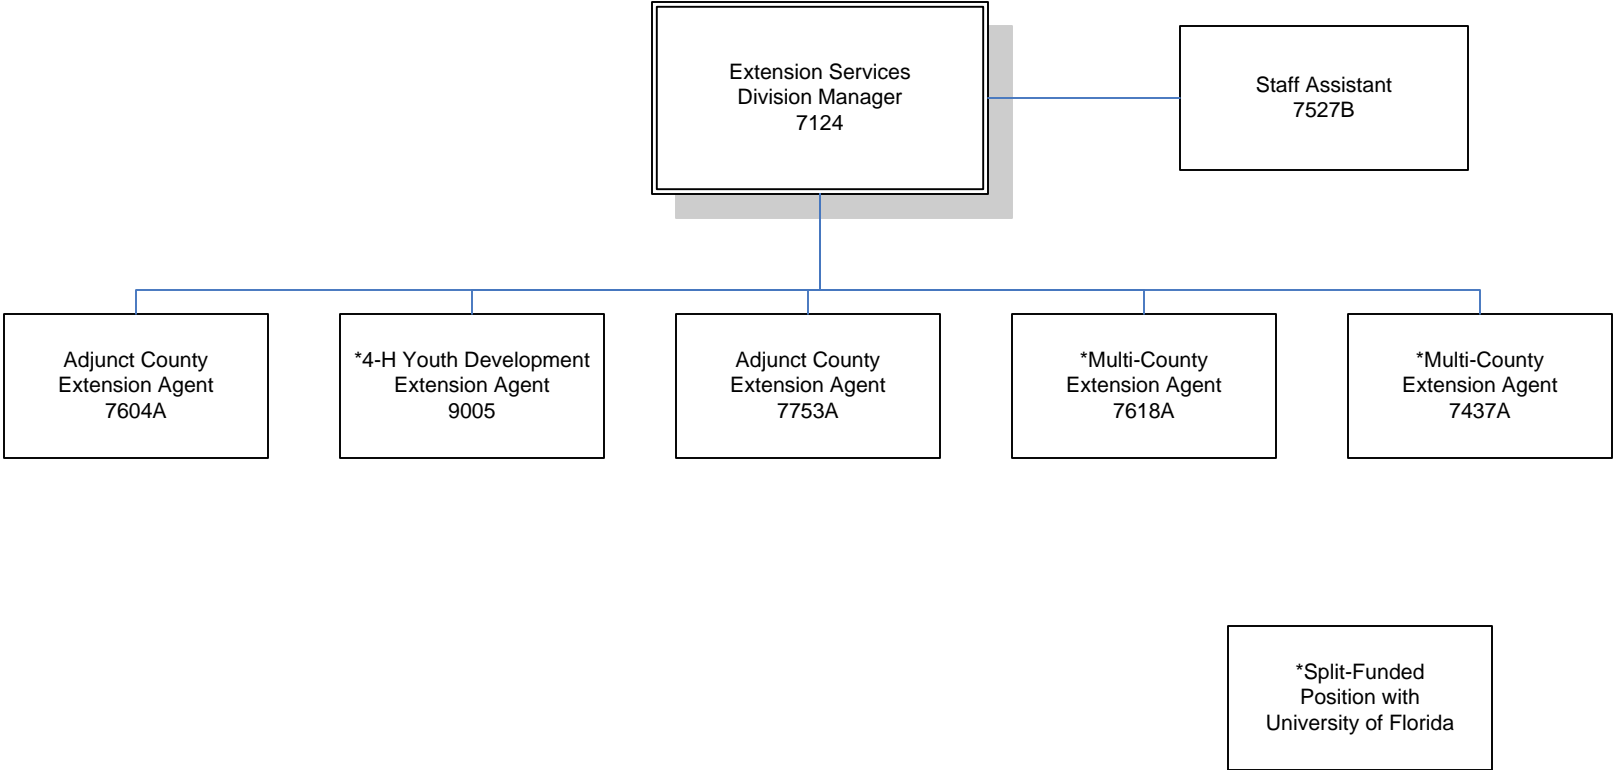 Extension Services
Division Manager
7124
Staff Assistant
7527B
Adjunct County
Extension Agent
7604A
*4-H Youth Development
Extension Agent
9005
Adjunct County
Extension Agent
7753A
*Multi-County
Extension Agent
7618A
*Multi-County
Extension Agent
7437A
*Split-Funded
Position with
University of Florida